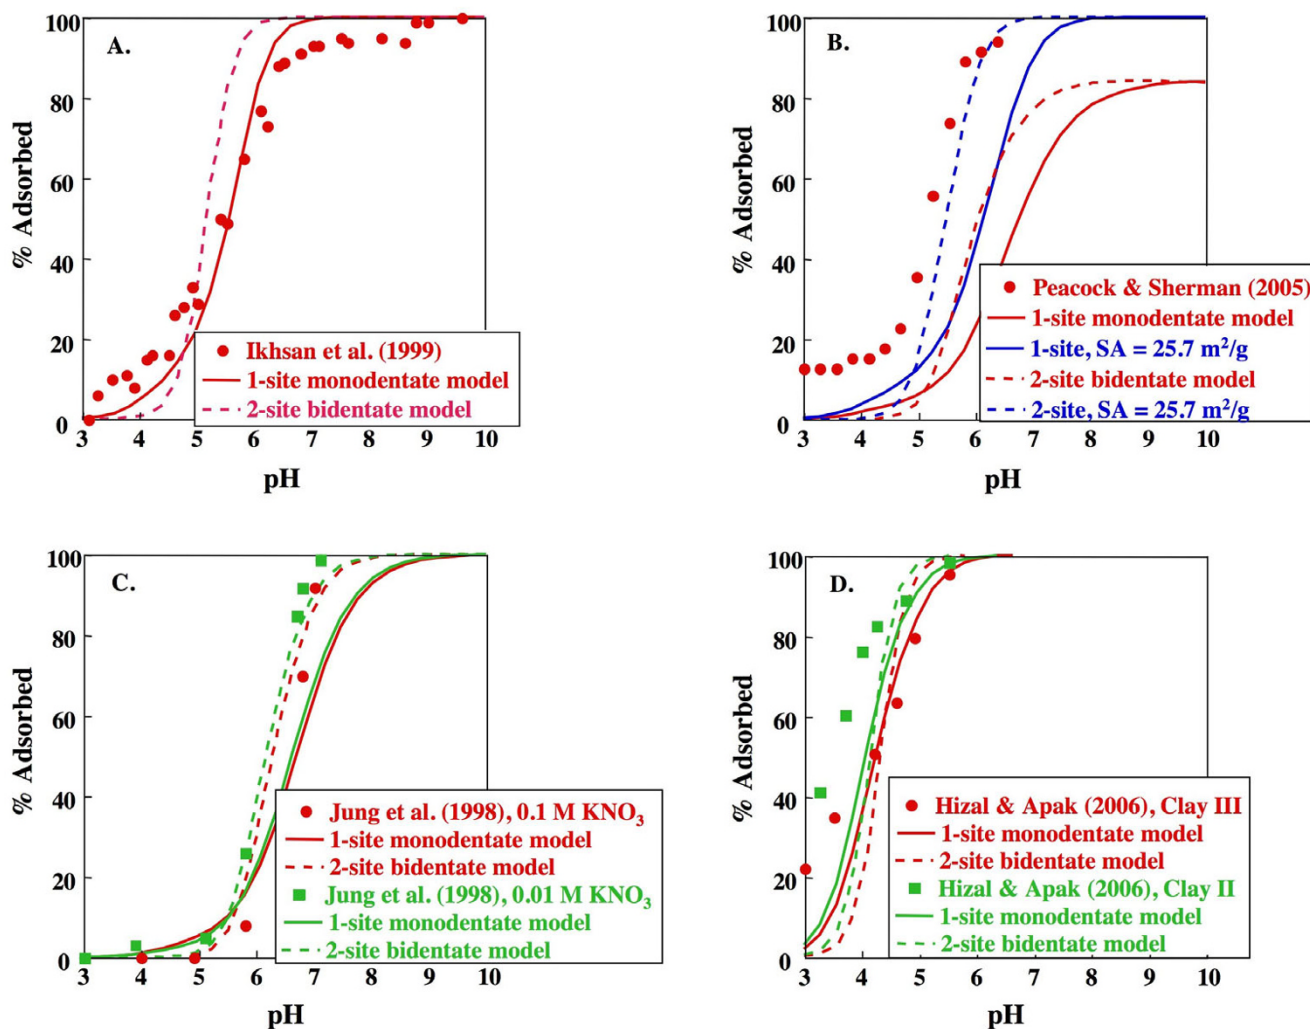 A.
100
80
60
40
20
0
% Adsorbed
Ikhsan et al. (1999)
1-site monodentate model
2-site bidentate model
3 4 5 6 7 8 9 10
pH
B.
100
80
60
40
20
0
% Adsorbed
Peacock & Sherman (2005)
1-site monodentate model
1-site, SA = 25.7 m²/g
2-site bidentate model
2-site, SA = 25.7 m²/g
3 4 5 6 7 8 9 10
pH
C.
100
80
60
40
20
0
% Adsorbed
Jung et al. (1998), 0.1 M KNO₃
1-site monodentate model
2-site bidentate model
Jung et al. (1998), 0.01 M KNO₃
1-site monodentate model
2-site bidentate model
3 4 5 6 7 8 9 10
pH
D.
100
80
60
40
20
0
% Adsorbed
Hizal & Apak (2006), Clay III
1-site monodentate model
2-site bidentate model
Hizal & Apak (2006), Clay II
1-site monodentate model
2-site bidentate model
3 4 5 6 7 8 9 10
pH